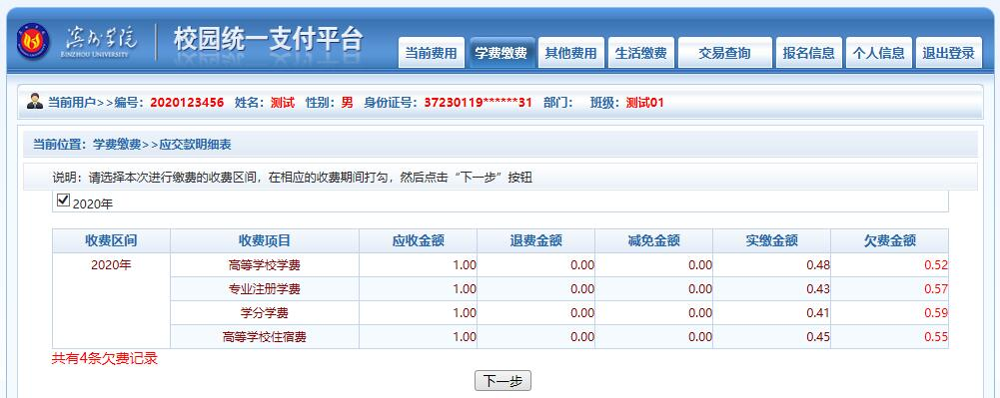 滨州学院
BINZHOU UNIVERSITY
校园统一支付平台
当前费用 学费缴费 其他费用 生活缴费 交易查询 报名信息 个人信息 退出登录
当前用户>>编号：2020123456 姓名：测试 性别：男 身份证号：37230119******31 部门： 班级：测试01
当前位置：学费缴费>>应交款明细表
说明：请选择本次进行缴费的收费区间，在相应的收费期间打勾，然后点击“下一步”按钮
2020年
收费区间 收费项目 应收金额 退费金额 减免金额 实缴金额 欠费金额
2020年 高等学校学费 1.00 0.00 0.00 0.48 0.52
专业注册学费 1.00 0.00 0.00 0.43 0.57
学分学费 1.00 0.00 0.00 0.41 0.59
高等学校住宿费 1.00 0.00 0.00 0.45 0.55
共有4条欠费记录
下一步